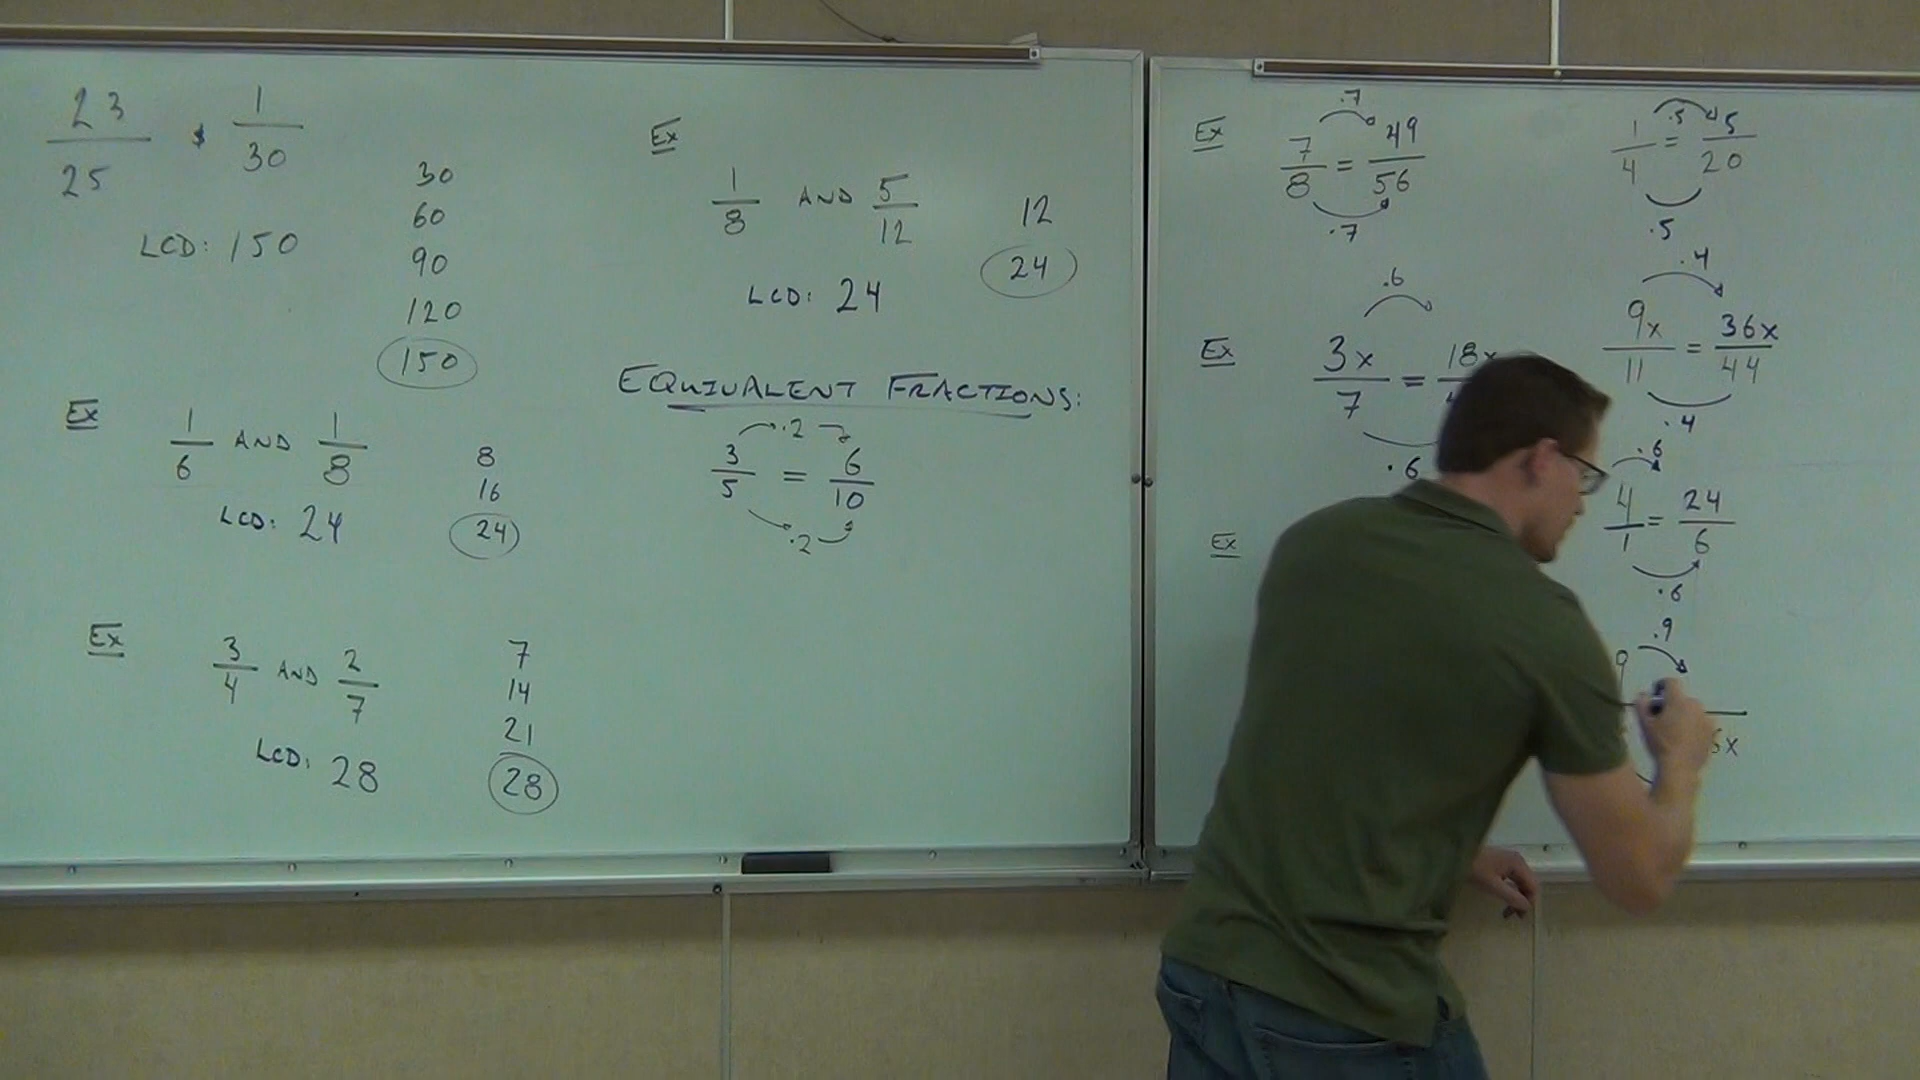 23/25 & 1/30
30
60
90
120
150
LCD: 150
Ex
1/6 AND 1/8
8
16
24
LCD: 24
Ex
3/4 AND 2/7
7
14
21
28
LCD: 28
Ex
1/8 AND 5/12
12
24
LCD: 24
EQUIVALENT FRACTIONS:
·2
3/5 = 6/10
·2
Ex
·7
7/8 = 49/56
·7
·5
1/4 = 5/20
·5
Ex
·6
3x/7 = 18x
·6
·4
9x/11 = 36x/44
·4
Ex
·6
4/1 = 24/6
·6
·9
9